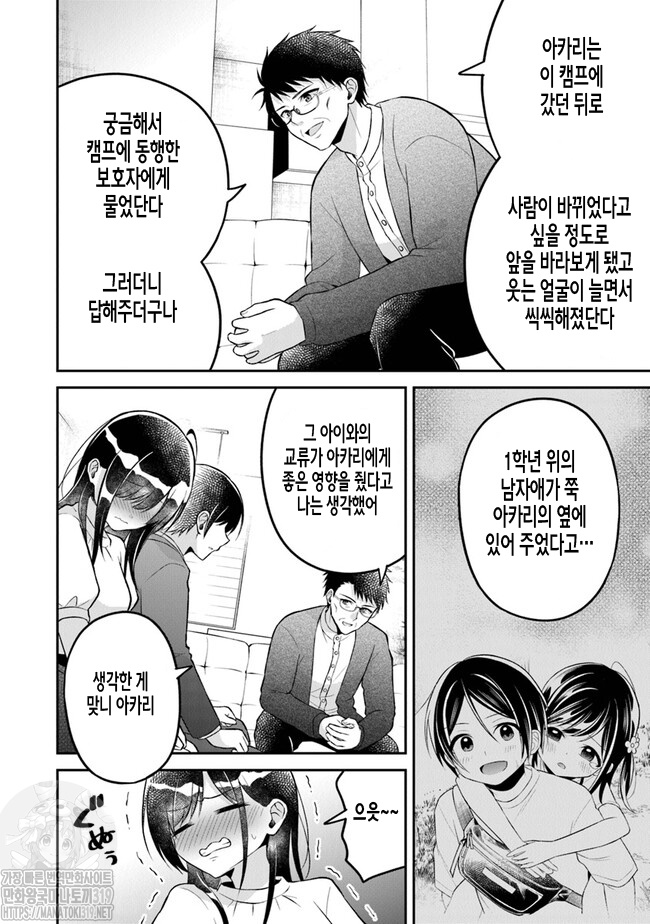 아카리는
이 캠프에
갔던 뒤로
사람이 바뀌었다고
싶을 정도로
앞을 바라보게 됐고
웃는 얼굴이 늘면서
씩씩해졌단다
궁금해서
캠프에 동행한
보호자에게
물었단다
그러더니
답해주더구나
1학년 위의
남자애가 쭉
아카리의 옆에
있어 주었다고…
그 아이와의
교류가 아카리에게
좋은 영향을 줬다고
나는 생각했어
생각한 게
맞니 아카리
으읏~~
ぐぬぅ
가장 빠른 번역만화사이트
만화왕국마나토끼319
HTTPS://MANATOKI319.NET